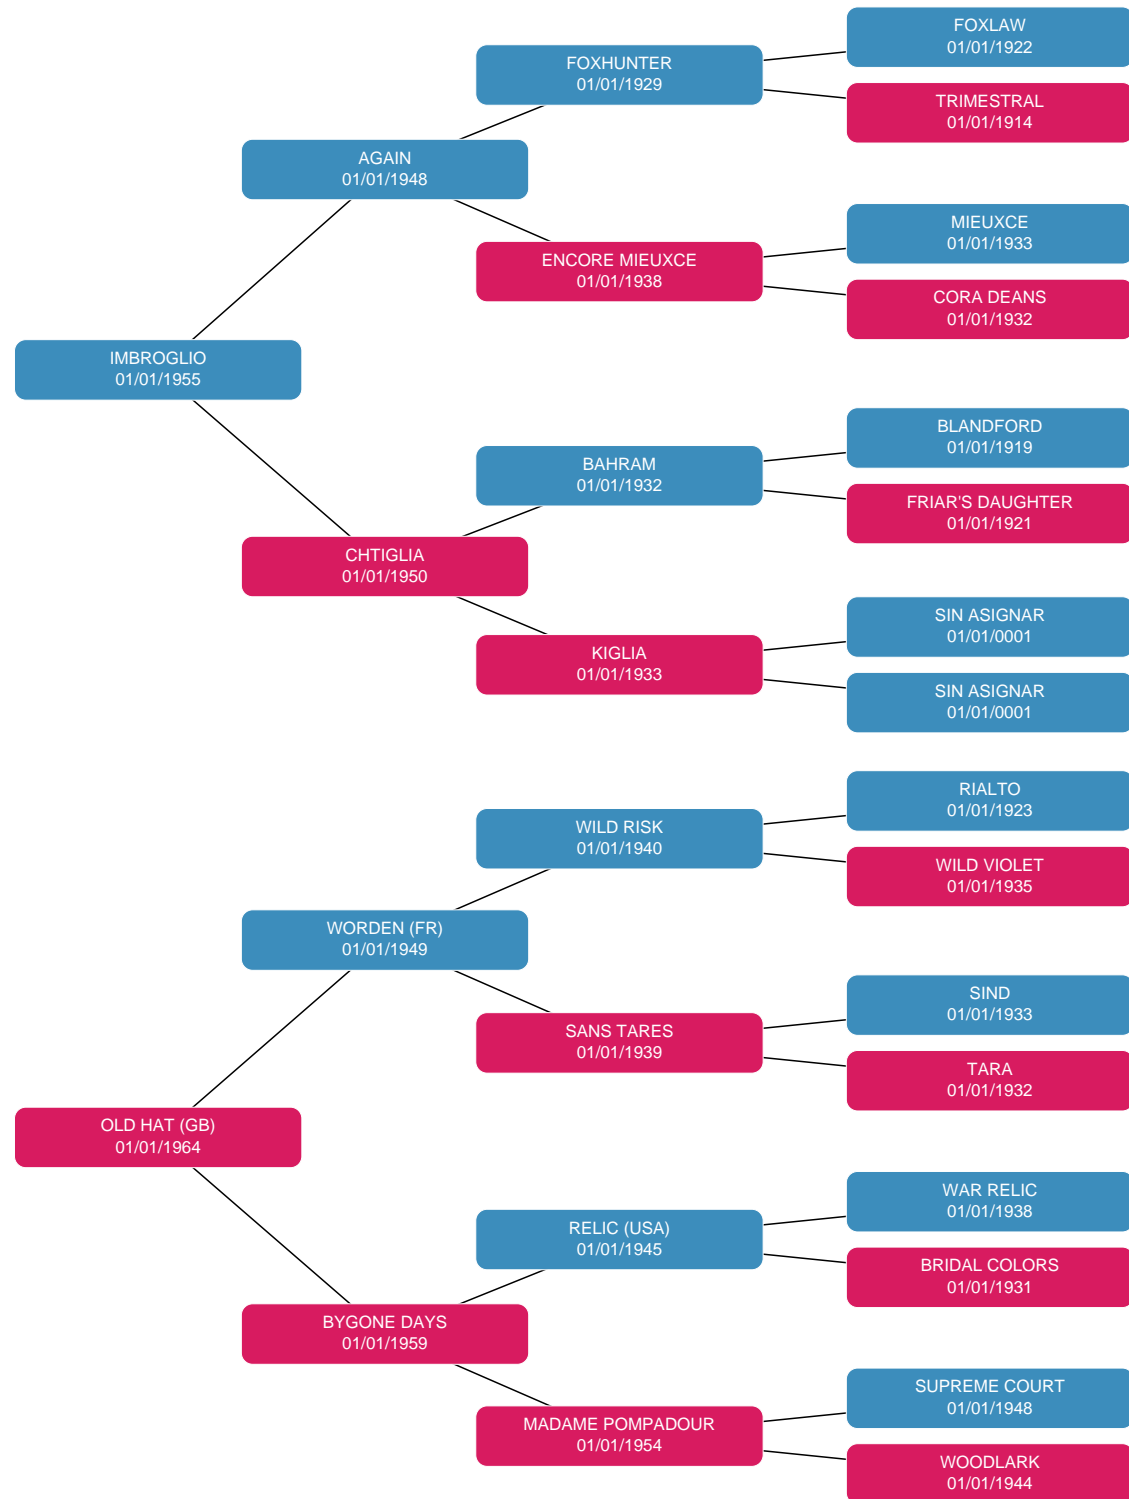 FOXLAW
01/01/1922
FOXHUNTER
01/01/1929
TRIMESTRAL
01/01/1914
AGAIN
01/01/1948
MIEUXCE
01/01/1933
ENCORE MIEUXCE
01/01/1938
CORA DEANS
01/01/1932
IMBROGLIO
01/01/1955
BLANDFORD
01/01/1919
BAHRAM
01/01/1932
FRIAR'S DAUGHTER
01/01/1921
CHTIGLIA
01/01/1950
SIN ASIGNAR
01/01/0001
KIGLIA
01/01/1933
SIN ASIGNAR
01/01/0001
RIALTO
01/01/1923
WILD RISK
01/01/1940
WILD VIOLET
01/01/1935
WORDEN (FR)
01/01/1949
SIND
01/01/1933
SANS TARES
01/01/1939
TARA
01/01/1932
OLD HAT (GB)
01/01/1964
WAR RELIC
01/01/1938
RELIC (USA)
01/01/1945
BRIDAL COLORS
01/01/1931
BYGONE DAYS
01/01/1959
SUPREME COURT
01/01/1948
MADAME POMPADOUR
01/01/1954
WOODLARK
01/01/1944